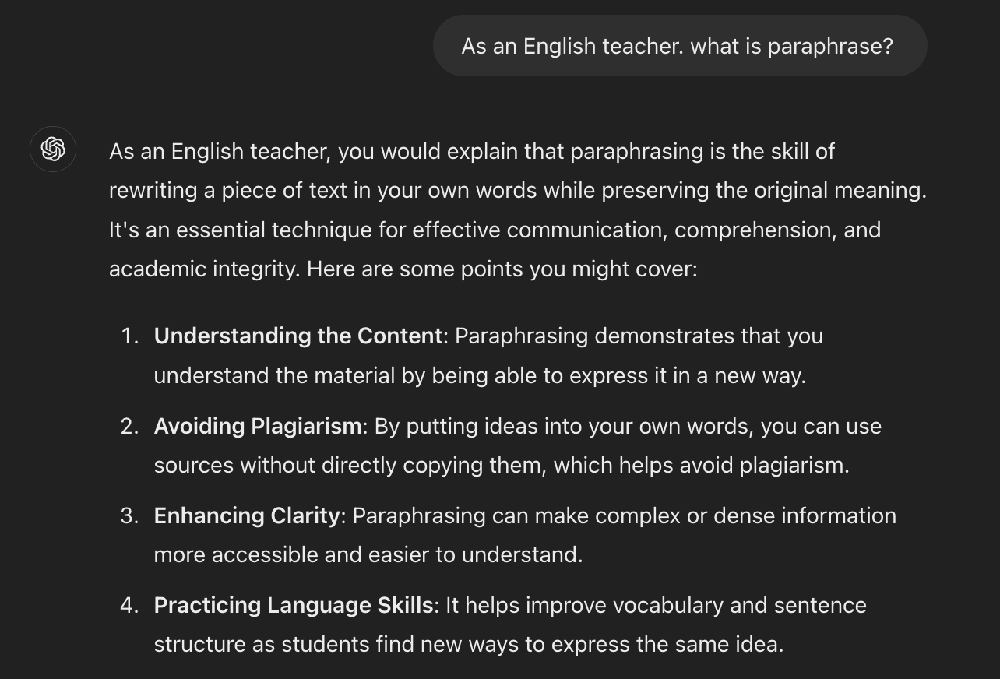 As an English teacher. what is paraphrase?
As an English teacher, you would explain that paraphrasing is the skill of
rewriting a piece of text in your own words while preserving the original meaning.
It's an essential technique for effective communication, comprehension, and
academic integrity. Here are some points you might cover:
1. Understanding the Content: Paraphrasing demonstrates that you
understand the material by being able to express it in a new way.
2. Avoiding Plagiarism: By putting ideas into your own words, you can use
sources without directly copying them, which helps avoid plagiarism.
3. Enhancing Clarity: Paraphrasing can make complex or dense information
more accessible and easier to understand.
4. Practicing Language Skills: It helps improve vocabulary and sentence
structure as students find new ways to express the same idea.